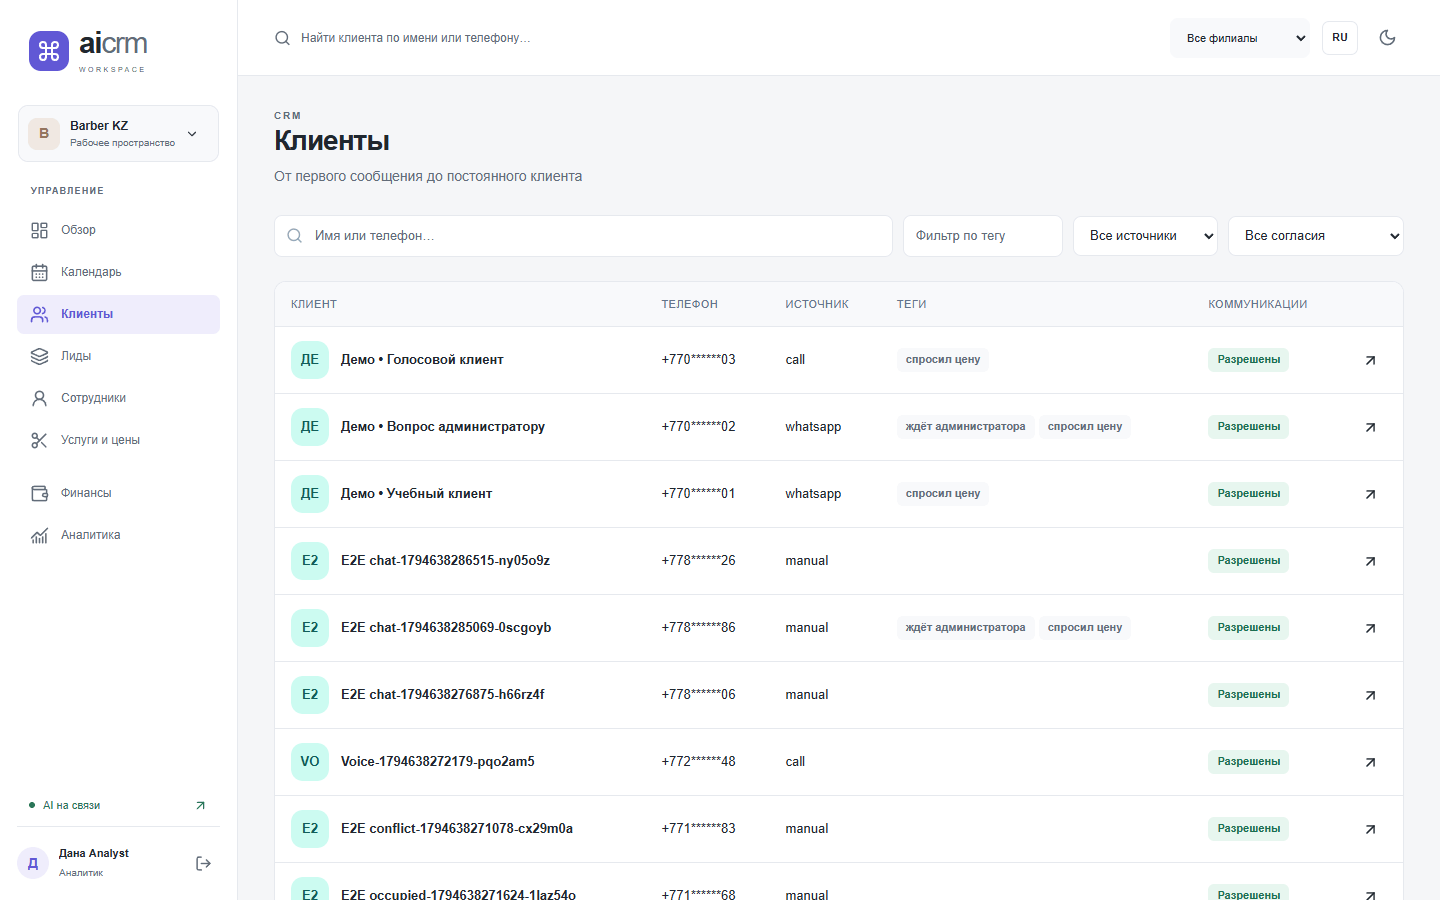 aicrm
WORKSPACE
B
Barber KZ
Рабочее пространство
УПРАВЛЕНИЕ
Обзор
Календарь
Клиенты
Лиды
Сотрудники
Услуги и цены
Финансы
Аналитика
AI на связи
Д
Дана Analyst
Аналитик
Найти клиента по имени или телефону...
Все филиалы
RU
CRM
Клиенты
От первого сообщения до постоянного клиента
Имя или телефон...
Фильтр по тегу
Все источники
Все согласия
КЛИЕНТ ТЕЛЕФОН ИСТОЧНИК ТЕГИ КОММУНИКАЦИИ
ДЕ Демо • Голосовой клиент +770******03 call спросил цену Разрешены
ДЕ Демо • Вопрос администратору +770******02 whatsapp ждёт администратора спросил цену Разрешены
ДЕ Демо • Учебный клиент +770******01 whatsapp спросил цену Разрешены
E2 E2E chat-1794638286515-ny05o9z +778******26 manual Разрешены
E2 E2E chat-1794638285069-0scgoyb +778******86 manual ждёт администратора спросил цену Разрешены
E2 E2E chat-1794638276875-h66rz4f +778******06 manual Разрешены
VO Voice-1794638272179-pqo2am5 +772******48 call Разрешены
E2 E2E conflict-1794638271078-cx29m0a +771******83 manual Разрешены
E2 E2E occupied-1794638271624-1laz54o +771******68 manual Разрешены